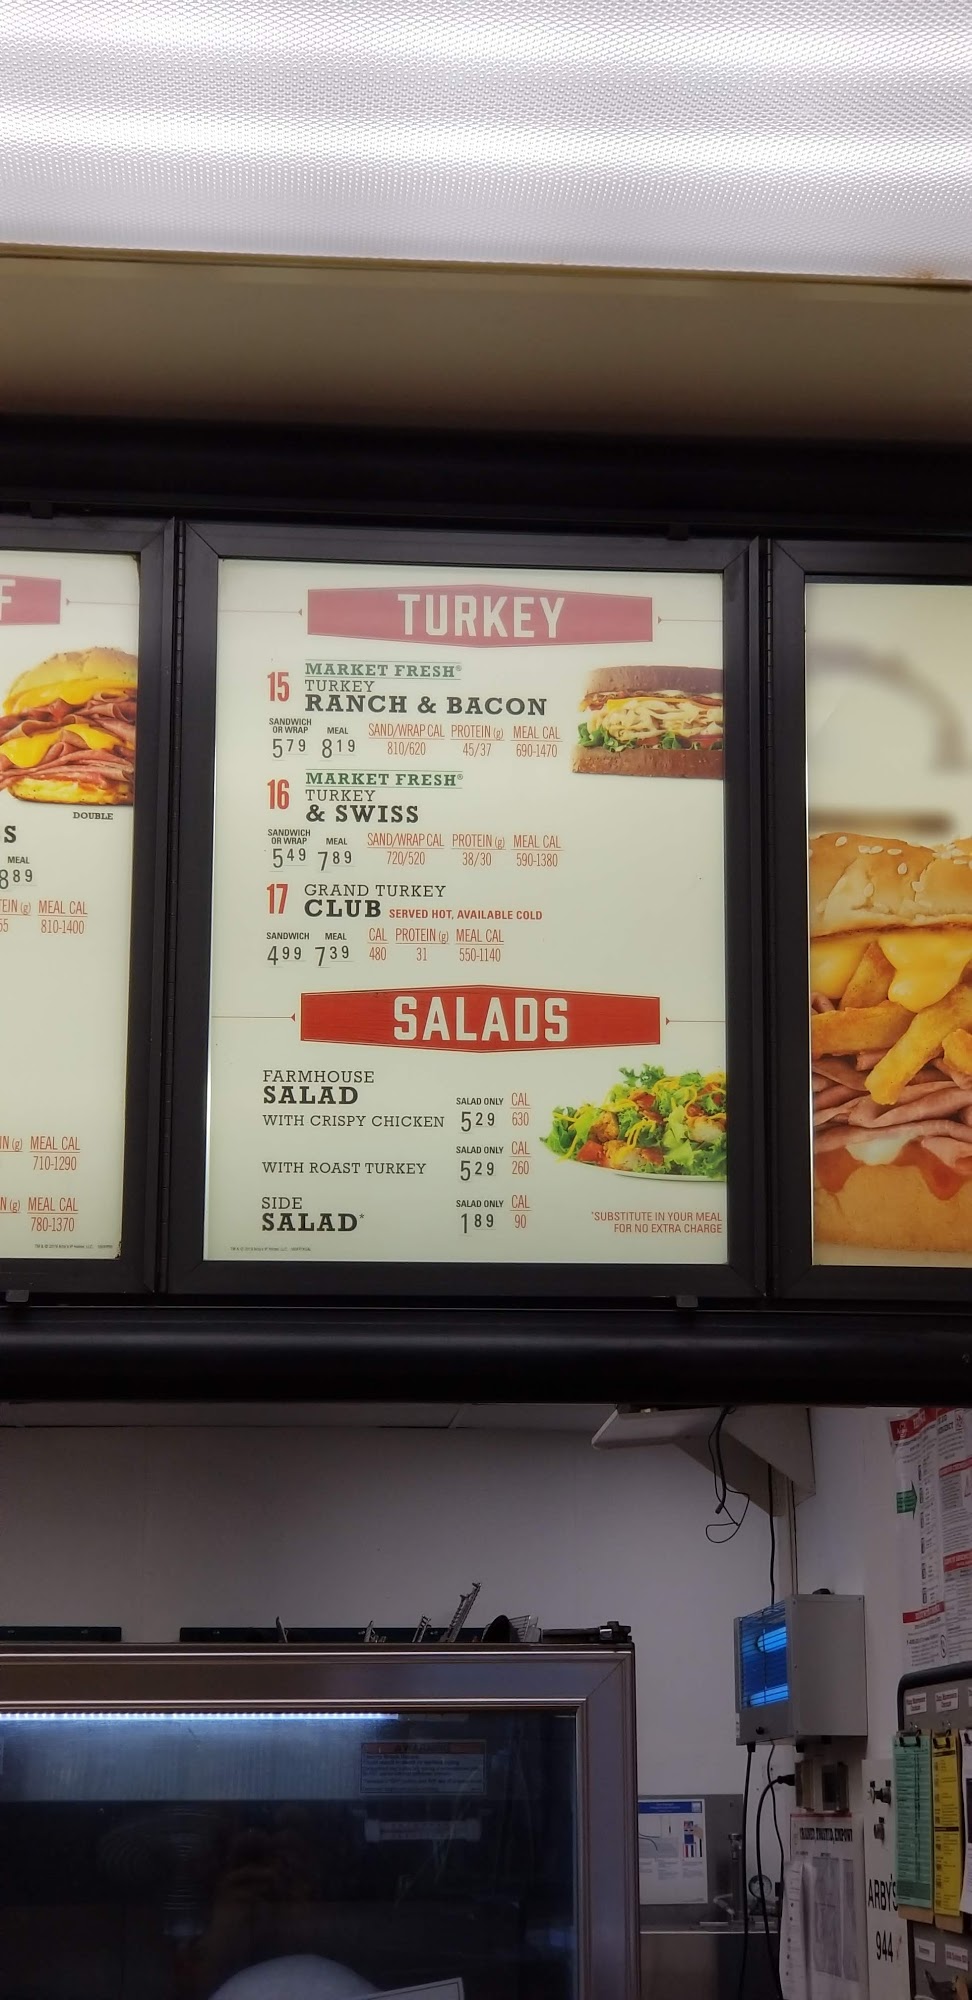 F
DOUBLE
S
MEAL
889
MEAL CAL
810-1400
MEAL CAL
710-1290
MEAL CAL
780-1370
TURKEY
15 MARKET FRESH®
TURKEY
RANCH & BACON
SANDWICH OR WRAP MEAL SAND/WRAP CAL PROTEIN (g) MEAL CAL
579 819 810/620 45/37 690-1470
16 MARKET FRESH®
TURKEY
& SWISS
SANDWICH OR WRAP MEAL SAND/WRAP CAL PROTEIN (g) MEAL CAL
549 789 720/520 38/30 590-1380
17 GRAND TURKEY
CLUB SERVED HOT, AVAILABLE COLD
SANDWICH MEAL CAL PROTEIN (g) MEAL CAL
499 739 480 31 550-1140
SALADS
FARMHOUSE
SALAD
SALAD ONLY CAL
WITH CRISPY CHICKEN 529 630
SALAD ONLY CAL
WITH ROAST TURKEY 529 260
SIDE SALAD ONLY CAL
SALAD* 189 90
*SUBSTITUTE IN YOUR MEAL
FOR NO EXTRA CHARGE
ARBY'S
944